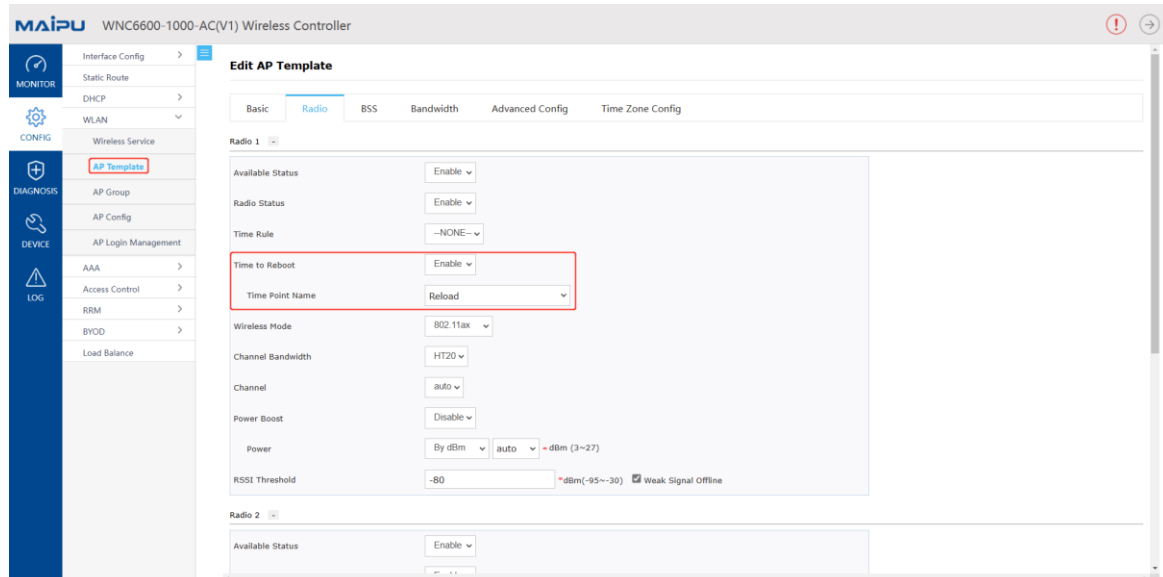 MAIPU WNC6600-1000-AC(V1) Wireless Controller
MONITOR
CONFIG
DIAGNOSIS
DEVICE
LOG
Interface Config
Static Route
DHCP
WLAN
Wireless Service
AP Template
AP Group
AP Config
AP Login Management
AAA
Access Control
RRM
BYOD
Load Balance
Edit AP Template
Basic Radio BSS Bandwidth Advanced Config Time Zone Config
Radio 1 -
Available Status Enable
Radio Status Enable
Time Rule --NONE--
Time to Reboot Enable
Time Point Name Reload
Wireless Mode 802.11ax
Channel Bandwidth HT20
Channel auto
Power Boost Disable
Power By dBm auto * dBm (3~27)
RSSI Threshold -80 *dBm(-95~-30) Weak Signal Offline
Radio 2 -
Available Status Enable